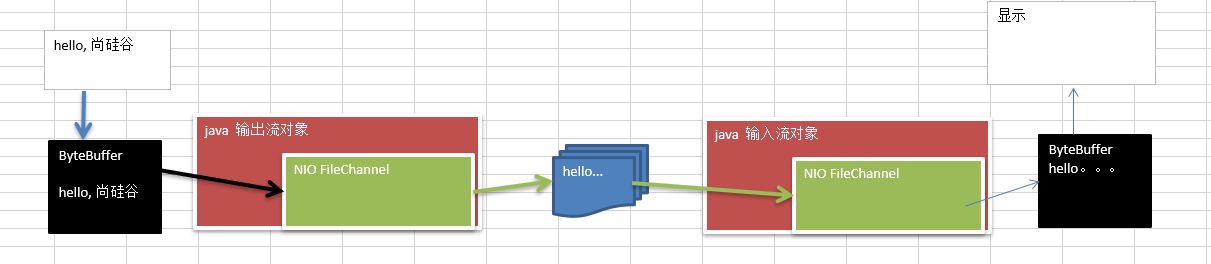 hello, 尚硅谷
ByteBuffer
hello, 尚硅谷
java 输出流对象
NIO FileChannel
hello...
java 输入流对象
NIO FileChannel
ByteBuffer
hello。。。
显示